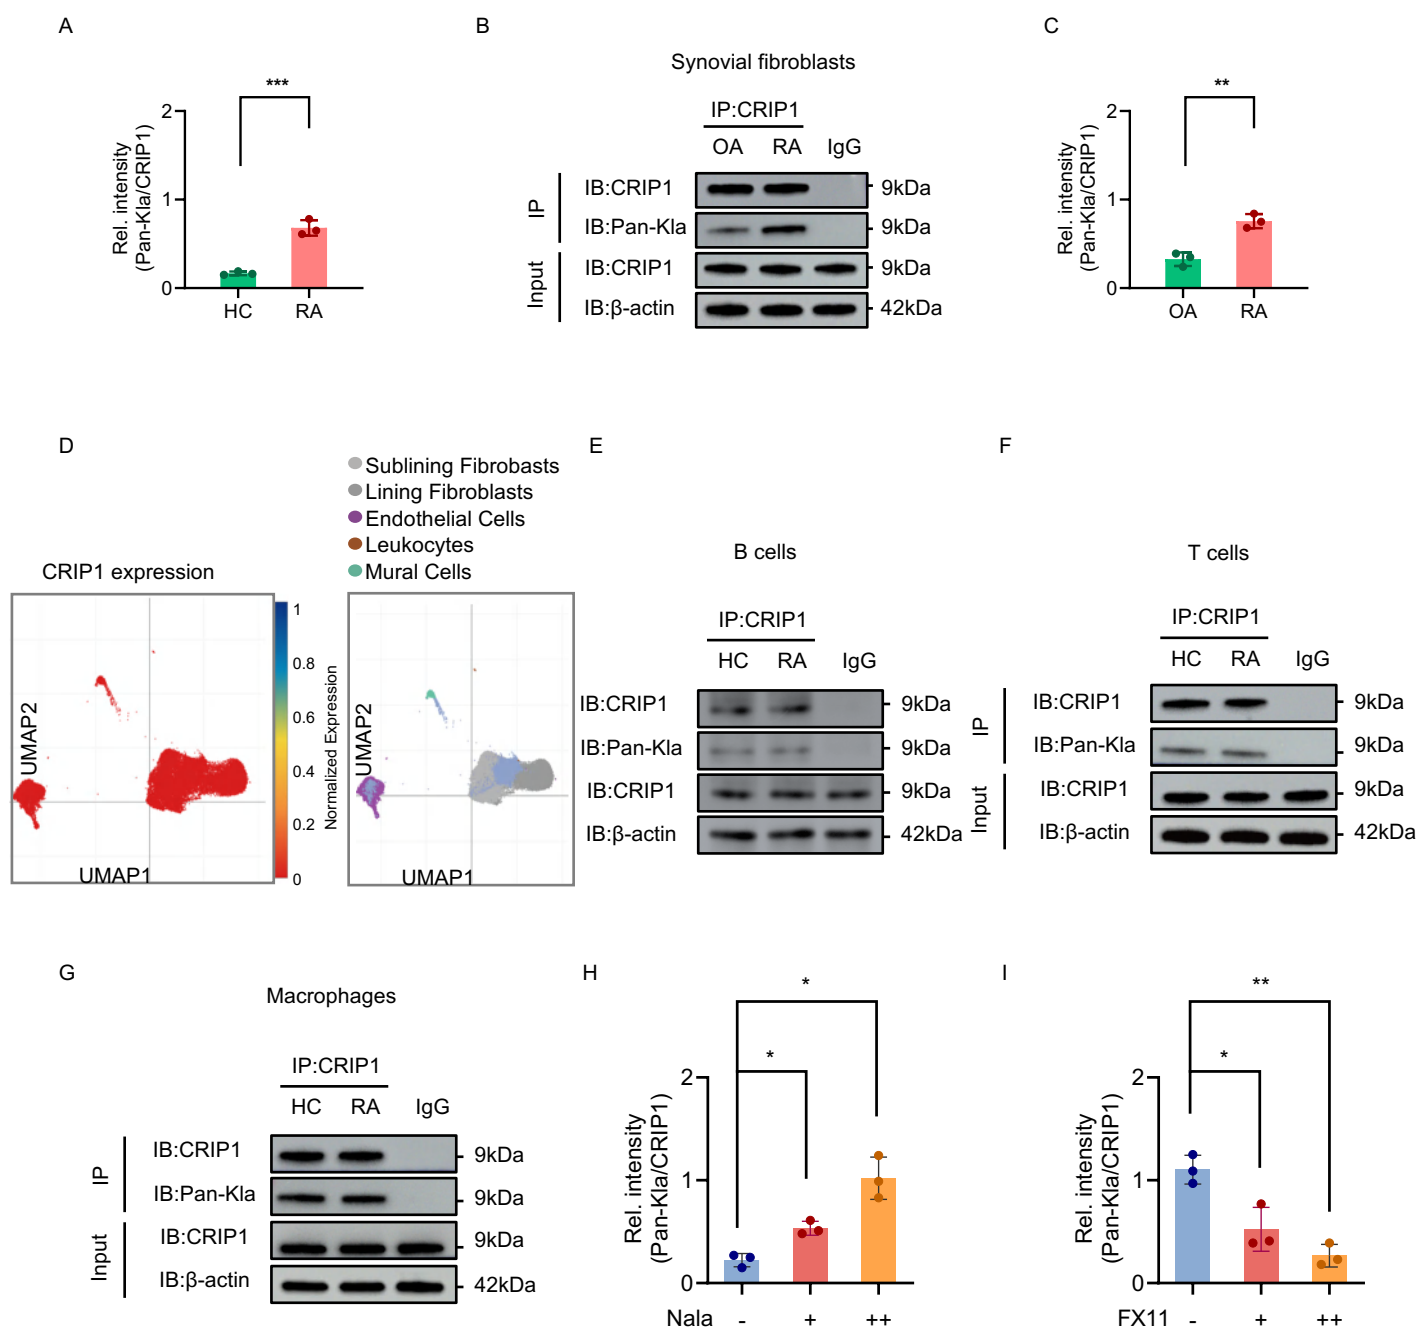 A
***
2
1
0
Rel. intensity
(Pan-Kla/CRIP1)
HC RA
B
Synovial fibroblasts
IP:CRIP1
OA RA IgG
IP
IB:CRIP1 9kDa
IB:Pan-Kla 9kDa
Input
IB:CRIP1 9kDa
IB:β-actin 42kDa
C
**
2
1
0
Rel. intensity
(Pan-Kla/CRIP1)
OA RA
D
CRIP1 expression
UMAP2
UMAP1
1
0.8
0.6
0.4
0.2
0
Normalized Expression
Sublining Fibrobasts
Lining Fibroblasts
Endothelial Cells
Leukocytes
Mural Cells
UMAP2
UMAP1
E
B cells
IP:CRIP1
HC RA IgG
IB:CRIP1 9kDa
IB:Pan-Kla 9kDa
IB:CRIP1 9kDa
IB:β-actin 42kDa
F
T cells
IP:CRIP1
HC RA IgG
IP
IB:CRIP1 9kDa
IB:Pan-Kla 9kDa
Input
IB:CRIP1 9kDa
IB:β-actin 42kDa
G
Macrophages
IP:CRIP1
HC RA IgG
IP
IB:CRIP1 9kDa
IB:Pan-Kla 9kDa
Input
IB:CRIP1 9kDa
IB:β-actin 42kDa
H
*
*
2
1
0
Rel. intensity
(Pan-Kla/CRIP1)
Nala - + ++
I
**
*
2
1
0
Rel. intensity
(Pan-Kla/CRIP1)
FX11 - + ++